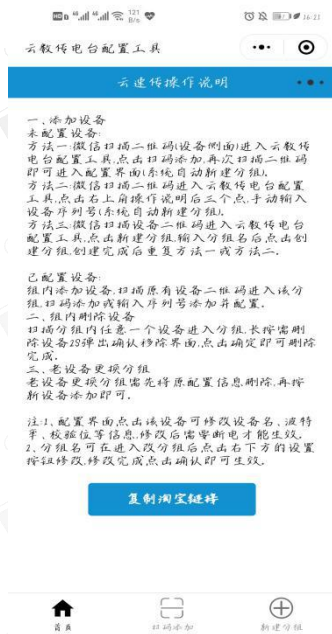 121 B/s 16:21
云数传电台配置工具
云速传操作说明
一、添加设备
未配置设备:
方法一:微信扫描二维码(设备侧面)进入云数传
电台配置工具,点击扫码添加,再次扫描二维码
即可进入配置界面(系统自动新建分组)。
方法二:微信扫描二维码进入云数传电台配置
工具,点击右上角操作说明后三个点,手动输入
设备序列号(系统自动新建分组)。
方法三:微信扫描设备二维码进入云数传电台
配置工具,点击新建分组,输入分组名后点击创
建分组,创建完成后重复方法一或方法二。
已配置设备:
组内添加设备,扫描原有设备二维码进入该分
组,扫码添加或输入序列号添加并配置。
二、组内删除设备
扫描分组内任意一个设备进入分组,长按需删
除设备2S弹出确认移除界面,点击确定即可删除
完成。
三、老设备更换分组
老设备更换分组需先将原配置信息删除,再按
新设备添加即可。
注:1、配置界面点击该设备可修改设备名、波特
率、校验位等信息,修改后需要断电才能生效。
2、分组名可在进入改分组后点击右下方的设置
按钮修改,修改完成点击确认即可生效。
复制淘宝链接
首页 扫码添加 新建分组